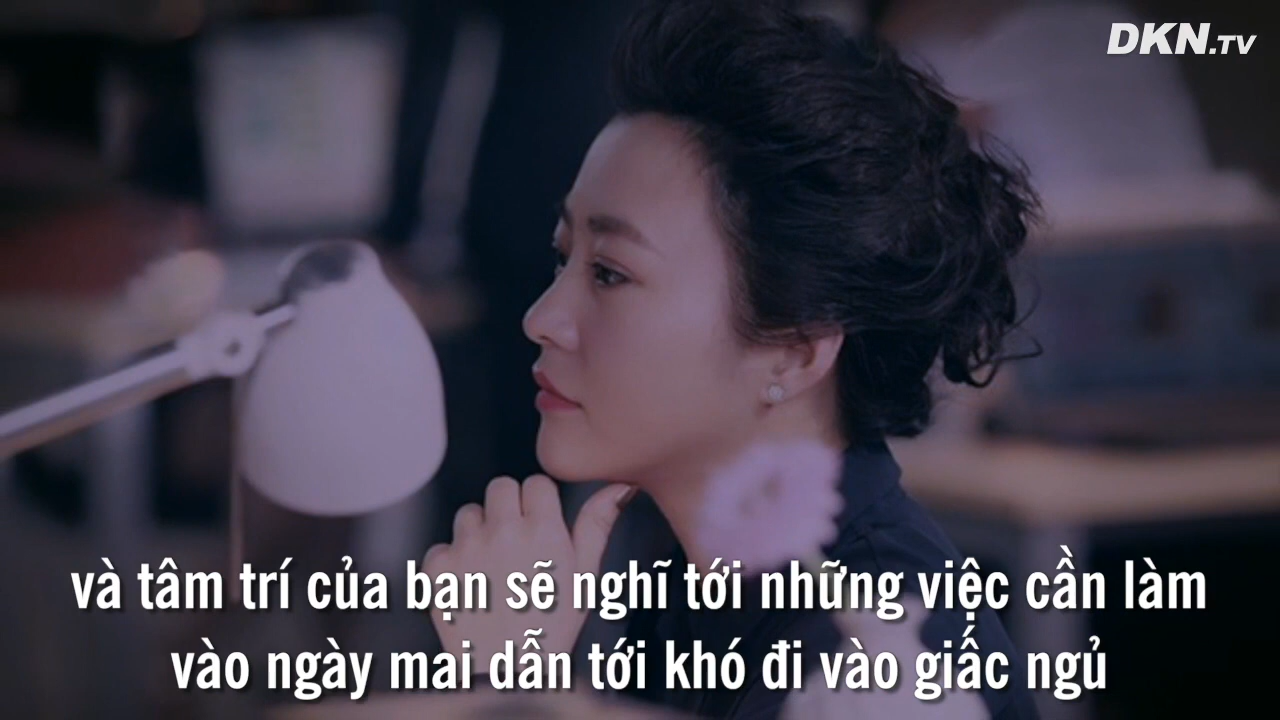 DKN.TV
và tâm trí của bạn sẽ nghĩ tới những việc cần làm
vào ngày mai dẫn tới khó đi vào giấc ngủ